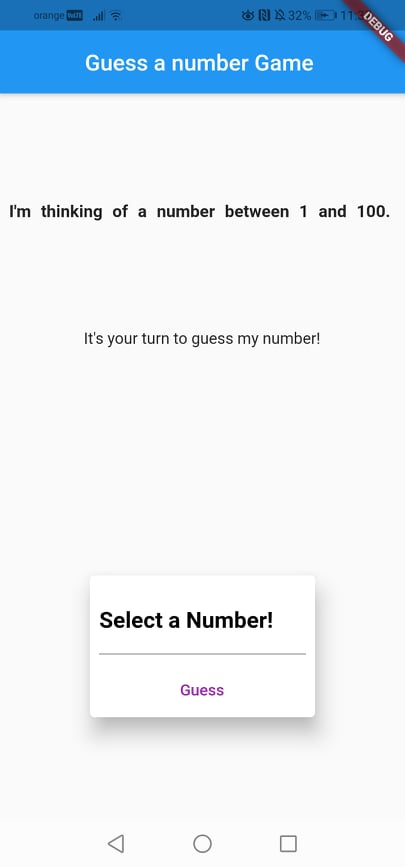 orange VoLTE 32% 11:3
DEBUG
Guess a number Game
I'm thinking of a number between 1 and 100.
It's your turn to guess my number!
Select a Number!
Guess